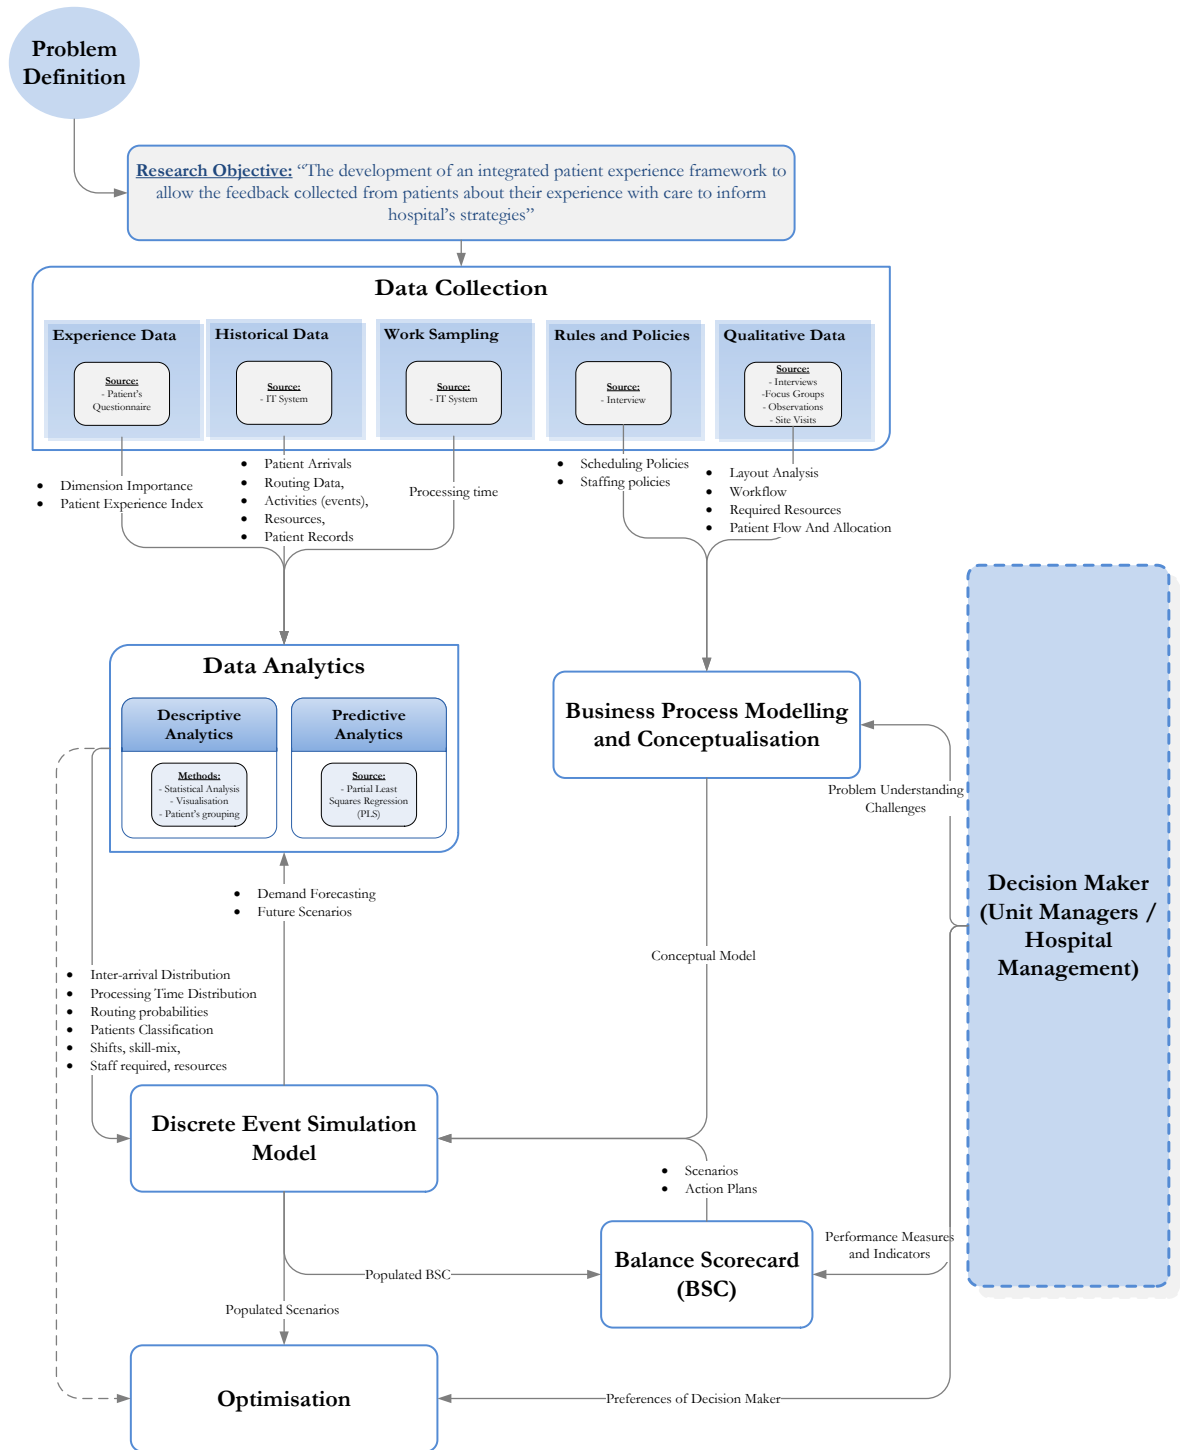 Problem
Definition
Research Objective: “The development of an integrated patient experience framework to
allow the feedback collected from patients about their experience with care to inform
hospital’s strategies”
Data Collection
Experience Data
Source:
- Patient’s
Questionnaire
Historical Data
Source:
- IT System
Work Sampling
Source:
- IT System
Rules and Policies
Source:
- Interview
Qualitative Data
Source:
- Interviews
-Focus Groups
- Observations
- Site Visits
• Dimension Importance
• Patient Experience Index
• Patient Arrivals
• Routing Data,
• Activities (events),
• Resources,
• Patient Records
Processing time
• Scheduling Policies
• Staffing policies
• Layout Analysis
• Workflow
• Required Resources
• Patient Flow And Allocation
Data Analytics
Descriptive
Analytics
Methods:
- Statistical Analysis
- Visualisation
- Patient’s grouping
Predictive
Analytics
Source:
- Partial Least
Squares Regression
(PLS)
Business Process Modelling
and Conceptualisation
Problem Understanding
Challenges
Decision Maker
(Unit Managers /
Hospital
Management)
• Demand Forecasting
• Future Scenarios
Conceptual Model
• Inter-arrival Distribution
• Processing Time Distribution
• Routing probabilities
• Patients Classification
• Shifts, skill-mix,
• Staff required, resources
Discrete Event Simulation
Model
• Scenarios
• Action Plans
Performance Measures
and Indicators
Balance Scorecard
(BSC)
Populated BSC
Populated Scenarios
Optimisation
Preferences of Decision Maker